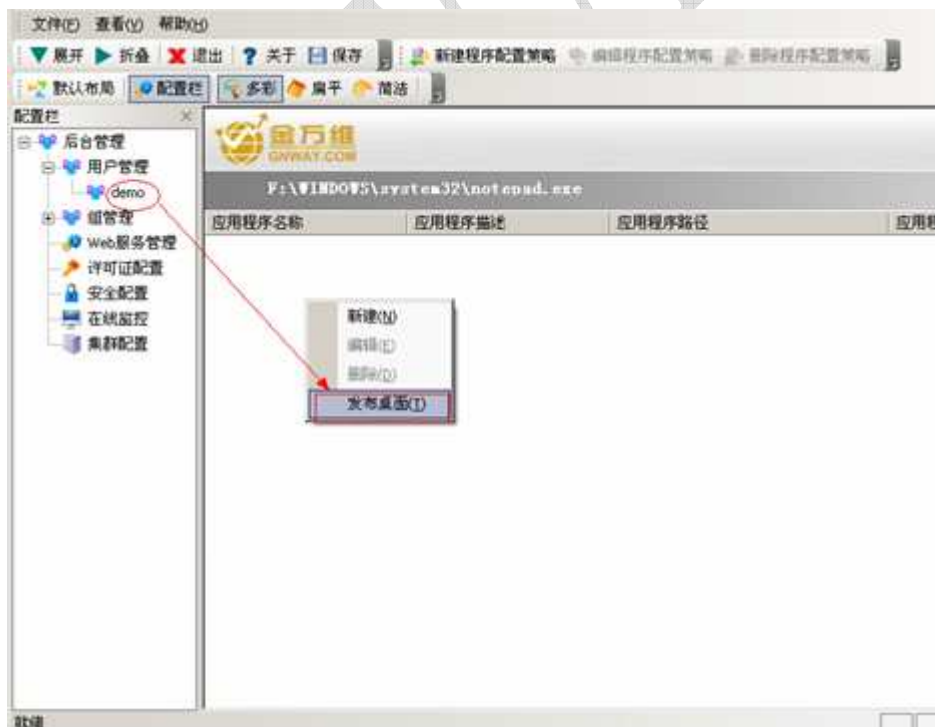 文件(F) 查看(V) 帮助(H)
展开 折叠 退出 关于 保存 新建程序配置策略 编辑程序配置策略 删除程序配置策略
默认布局 配置栏 多彩 扁平 简洁
配置栏
后台管理
用户管理
demo
组管理
Web服务管理
许可证配置
安全配置
在线监控
集群配置
金万维
GNWAY.COM
F:\WINDOWS\system32\notepad.exe
应用程序名称 应用程序描述 应用程序路径 应用程
新建(N)
编辑(E)
删除(D)
发布桌面(T)
就绪